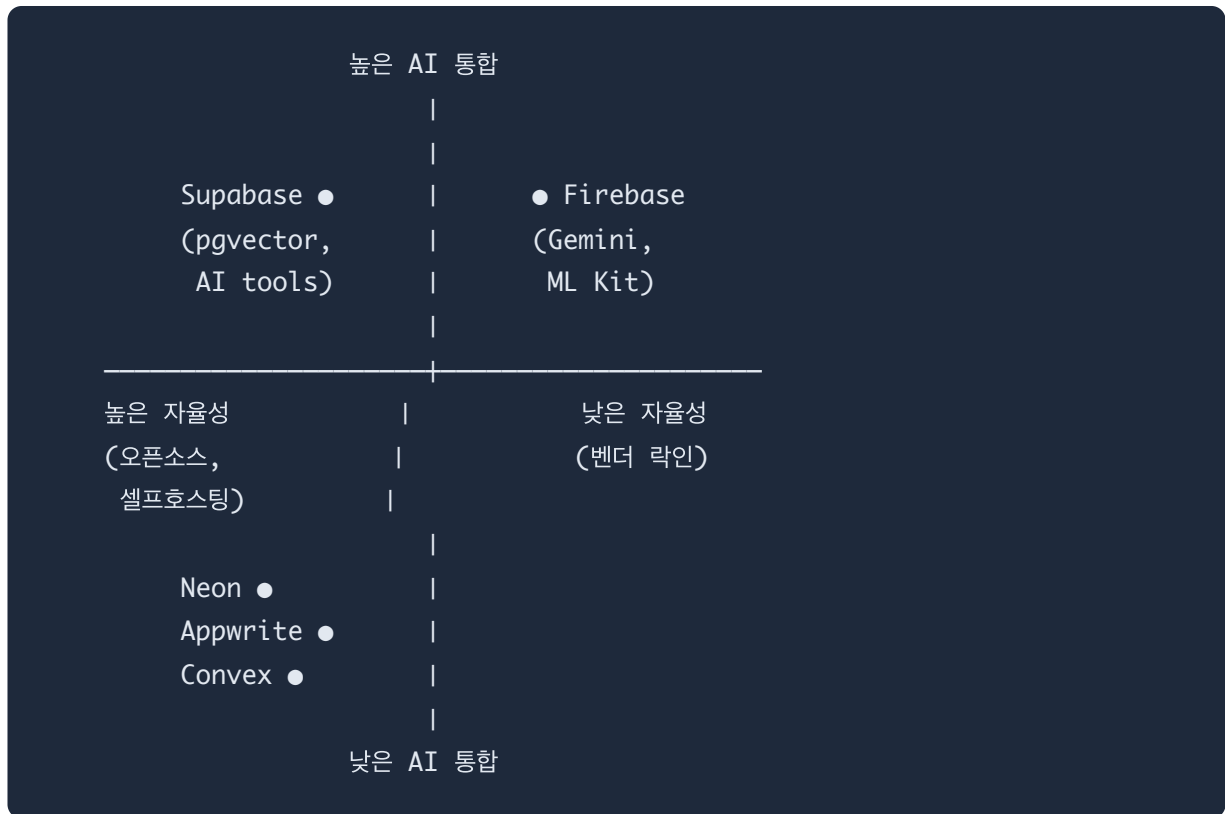 높은 AI 통합
|
|
Supabase ● | ● Firebase
(pgvector, | (Gemini,
AI tools) | ML Kit)
|
─────────────────────┼────────────────────
높은 자율성 | 낮은 자율성
(오픈소스, | (벤더 락인)
셀프호스팅) |
|
Neon ● |
Appwrite ● |
Convex ● |
|
낮은 AI 통합